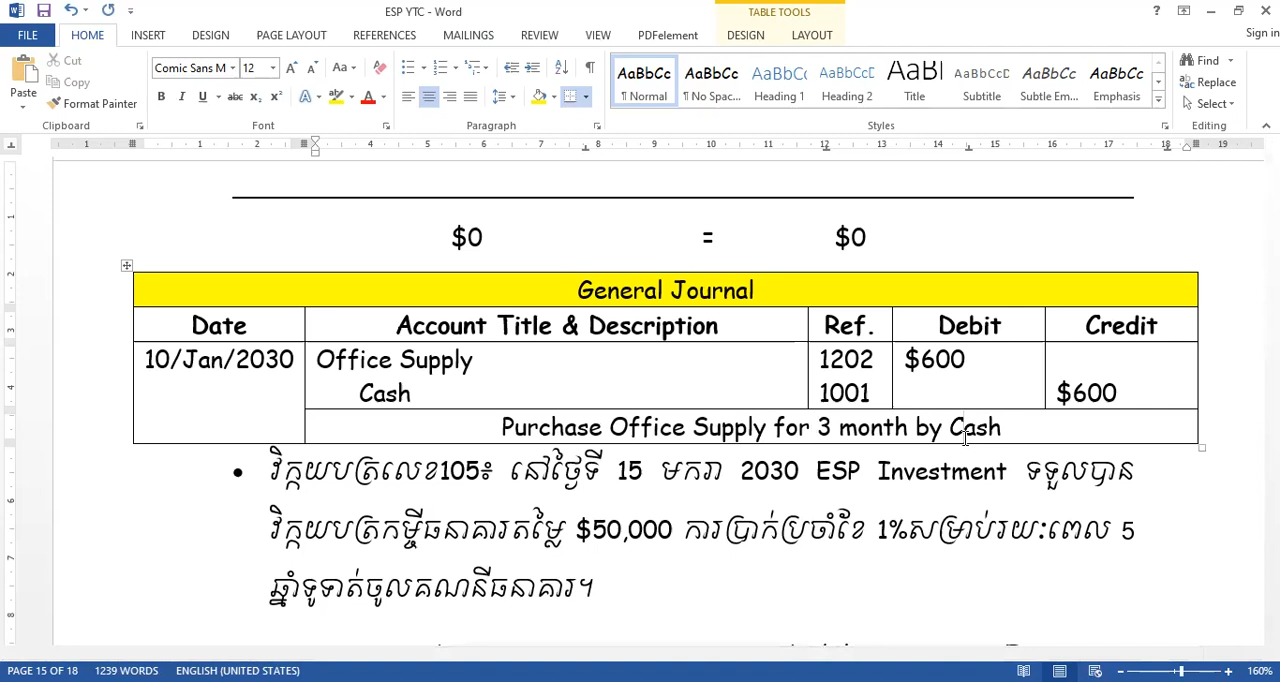 ESP YTC - Word
TABLE TOOLS
Sign in
FILE HOME INSERT DESIGN PAGE LAYOUT REFERENCES MAILINGS REVIEW VIEW PDFelement DESIGN LAYOUT
Paste
Cut
Copy
Format Painter
Clipboard
Comic Sans M 12
Font
Paragraph
AaBbCc AaBbCc AaBbC( AaBbCcD AaB| AaBbCcD AaBbCc AaBbCc
¶ Normal ¶ No Spac... Heading 1 Heading 2 Title Subtitle Subtle Em... Emphasis
Styles
Find
Replace
Select
Editing
$0 = $0
General Journal
Date Account Title & Description Ref. Debit Credit
10/Jan/2030 Office Supply 1202 $600
Cash 1001 $600
Purchase Office Supply for 3 month by Cash
• វិក្កយបត្រលេខ105៖ នៅថ្ងៃទី 15 មករា 2030 ESP Investment ទទួលបាន
វិក្កយបត្រកម្ចីធនាគារតម្លៃ $50,000 ការប្រាក់ប្រចាំខែ 1%សម្រាប់រយៈពេល 5
ឆ្នាំទូទាត់ចូលគណនីធនាគារ។
PAGE 15 OF 18 1239 WORDS ENGLISH (UNITED STATES) 160%